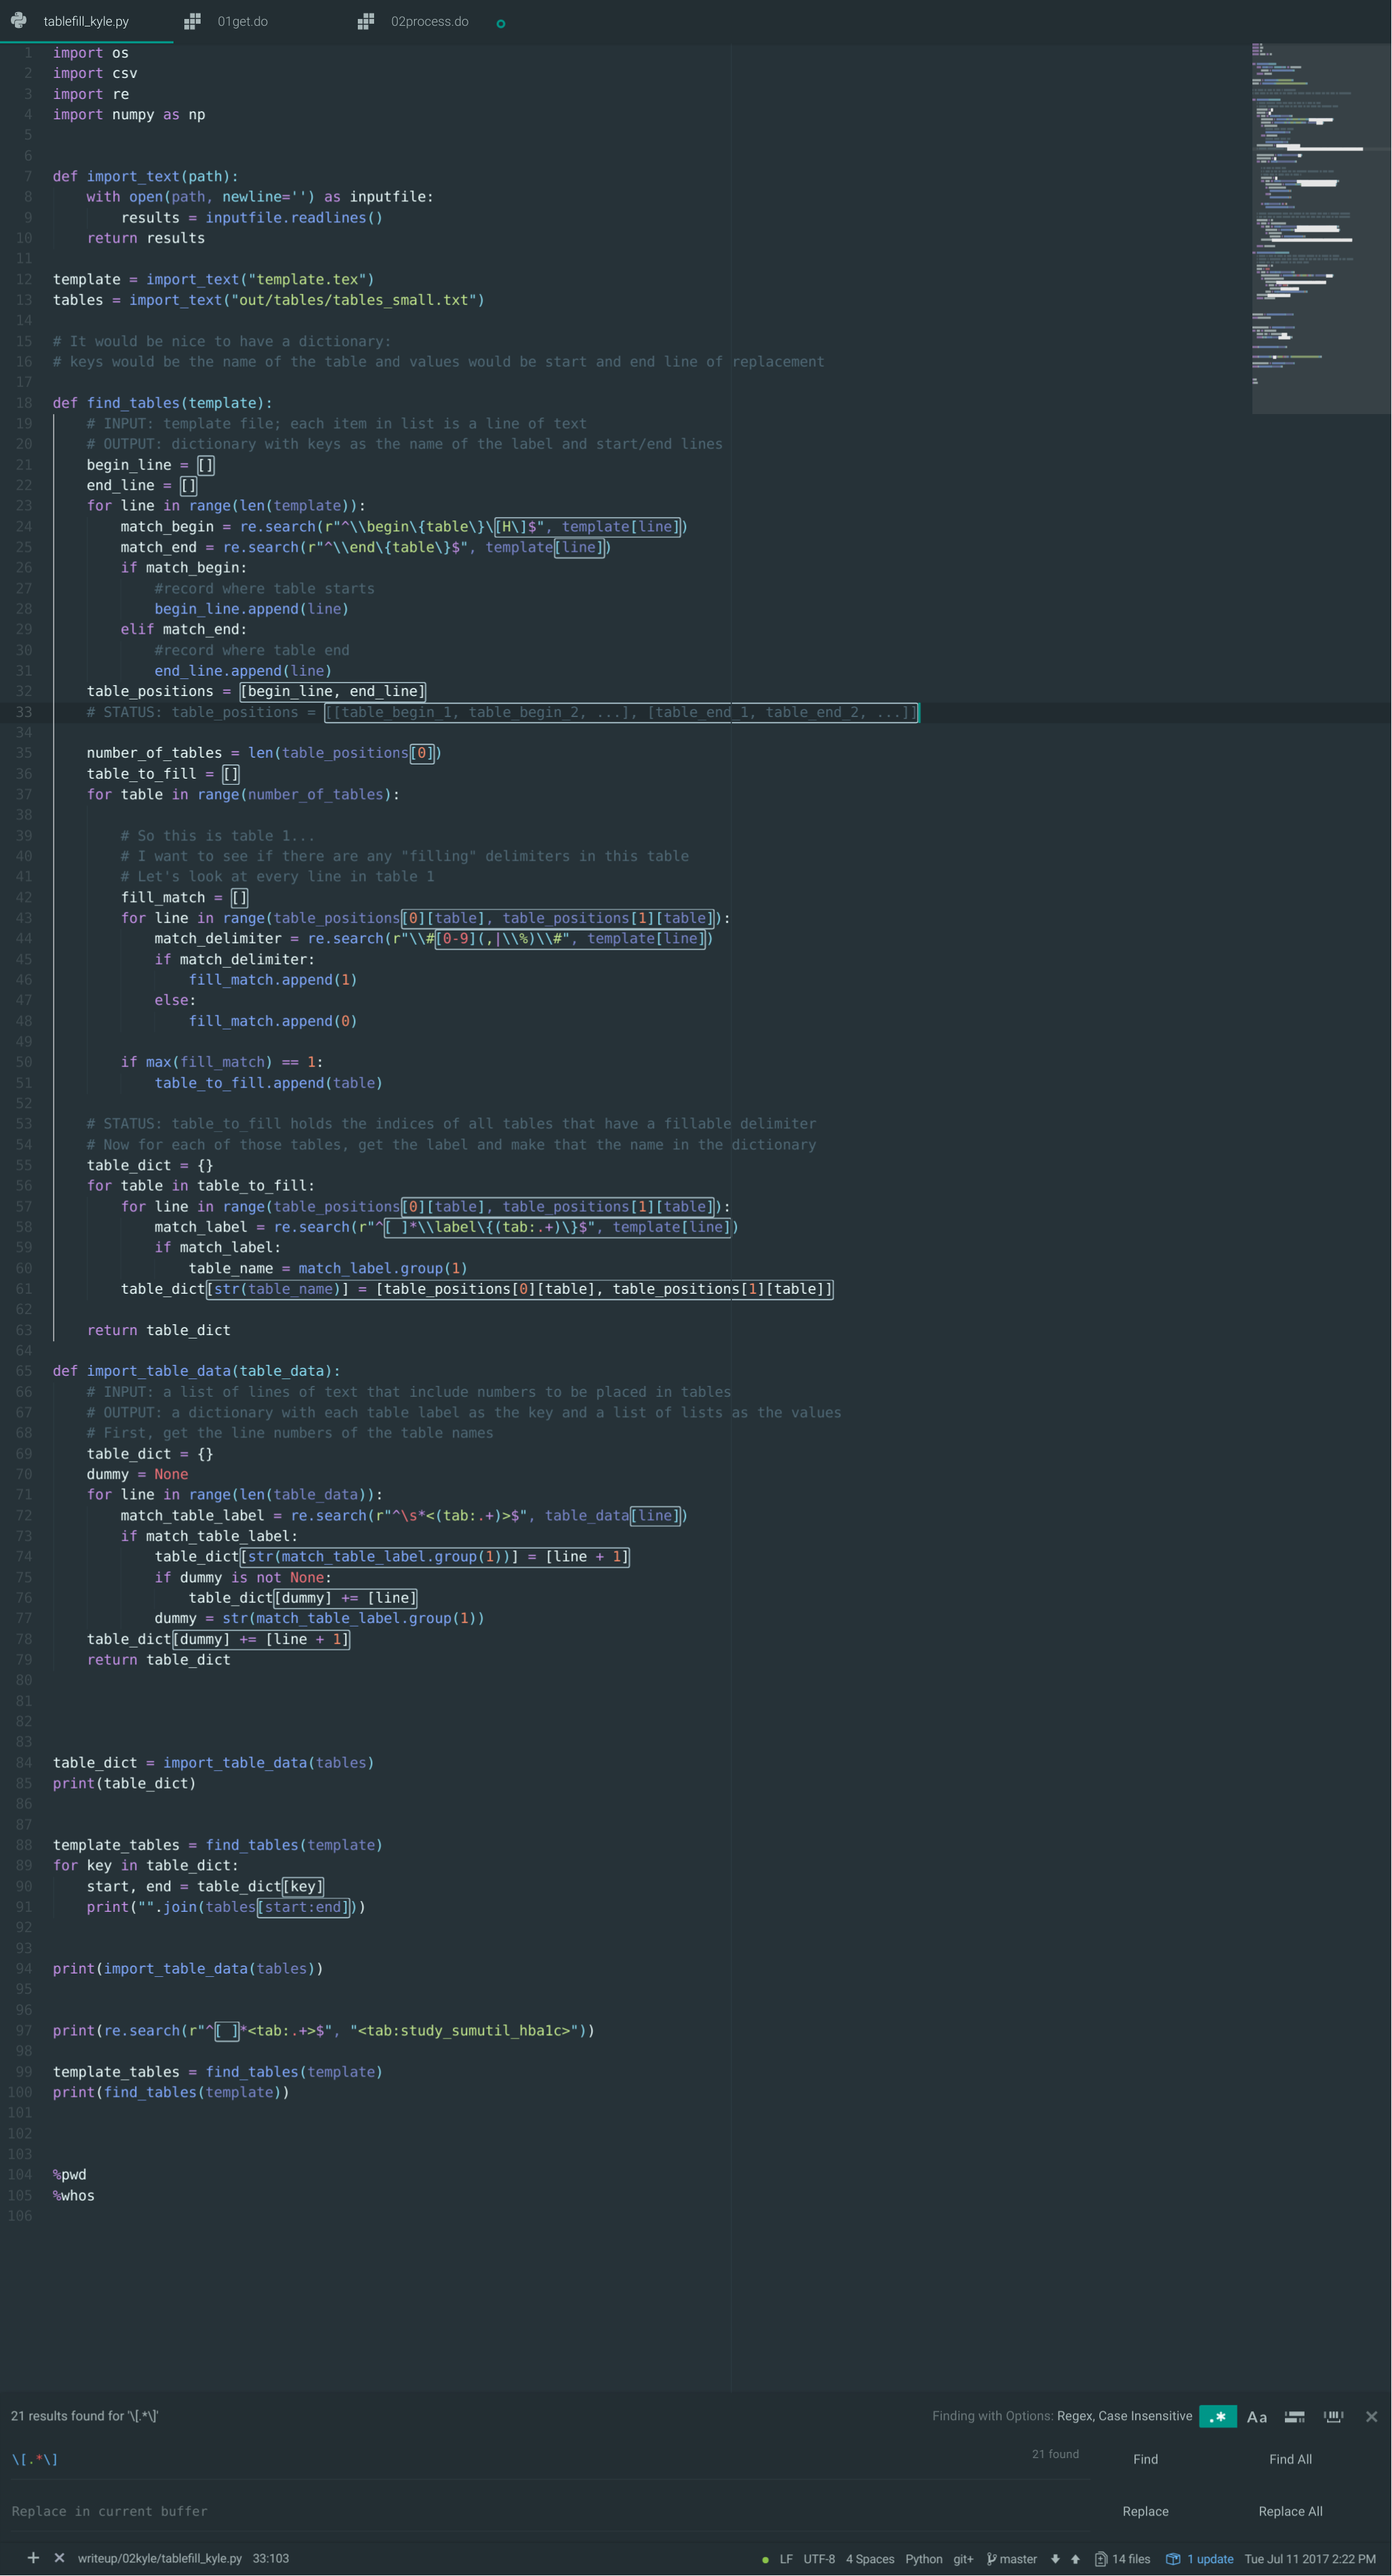 tablefill_kyle.py 01get.do 02process.do
1 import os
2 import csv
3 import re
4 import numpy as np
5
6
7 def import_text(path):
8     with open(path, newline='') as inputfile:
9         results = inputfile.readlines()
10     return results
11
12 template = import_text("template.tex")
13 tables = import_text("out/tables/tables_small.txt")
14
15 # It would be nice to have a dictionary:
16 # keys would be the name of the table and values would be start and end line of replacement
17
18 def find_tables(template):
19     # INPUT: template file; each item in list is a line of text
20     # OUTPUT: dictionary with keys as the name of the label and start/end lines
21     begin_line = []
22     end_line = []
23     for line in range(len(template)):
24         match_begin = re.search(r"^\\begin\{table\}\[H\]$", template[line])
25         match_end = re.search(r"^\\end\{table\}$", template[line])
26         if match_begin:
27             #record where table starts
28             begin_line.append(line)
29         elif match_end:
30             #record where table end
31             end_line.append(line)
32     table_positions = [begin_line, end_line]
33     # STATUS: table_positions = [[table_begin_1, table_begin_2, ...], [table_end_1, table_end_2, ...]]
34
35     number_of_tables = len(table_positions[0])
36     table_to_fill = []
37     for table in range(number_of_tables):
38
39         # So this is table 1...
40         # I want to see if there are any "filling" delimiters in this table
41         # Let's look at every line in table 1
42         fill_match = []
43         for line in range(table_positions[0][table], table_positions[1][table]):
44             match_delimiter = re.search(r"\\#[0-9](,|\\%)\\#", template[line])
45             if match_delimiter:
46                 fill_match.append(1)
47             else:
48                 fill_match.append(0)
49
50         if max(fill_match) == 1:
51             table_to_fill.append(table)
52
53     # STATUS: table_to_fill holds the indices of all tables that have a fillable delimiter
54     # Now for each of those tables, get the label and make that the name in the dictionary
55     table_dict = {}
56     for table in table_to_fill:
57         for line in range(table_positions[0][table], table_positions[1][table]):
58             match_label = re.search(r"^[ ]*\\label\{(tab:.+)\}$", template[line])
59             if match_label:
60                 table_name = match_label.group(1)
61         table_dict[str(table_name)] = [table_positions[0][table], table_positions[1][table]]
62
63     return table_dict
64
65 def import_table_data(table_data):
66     # INPUT: a list of lines of text that include numbers to be placed in tables
67     # OUTPUT: a dictionary with each table label as the key and a list of lists as the values
68     # First, get the line numbers of the table names
69     table_dict = {}
70     dummy = None
71     for line in range(len(table_data)):
72         match_table_label = re.search(r"^\s*<(tab:.+)>$", table_data[line])
73         if match_table_label:
74             table_dict[str(match_table_label.group(1))] = [line + 1]
75             if dummy is not None:
76                 table_dict[dummy] += [line]
77             dummy = str(match_table_label.group(1))
78     table_dict[dummy] += [line + 1]
79     return table_dict
80
81
82
83
84 table_dict = import_table_data(tables)
85 print(table_dict)
86
87
88 template_tables = find_tables(template)
89 for key in table_dict:
90     start, end = table_dict[key]
91     print("".join(tables[start:end]))
92
93
94 print(import_table_data(tables))
95
96
97 print(re.search(r"^[ ]*<tab:.+>$", "<tab:study_sumutil_hba1c>"))
98
99 template_tables = find_tables(template)
100 print(find_tables(template))
101
102
103
104 %pwd
105 %whos
106
21 results found for '\[.*\]' Finding with Options: Regex, Case Insensitive .* Aa
\[.*\] 21 found Find Find All
Replace in current buffer Replace Replace All
writeup/02kyle/tablefill_kyle.py 33:103 LF UTF-8 4 Spaces Python git+ master 14 files 1 update Tue Jul 11 2017 2:22 PM